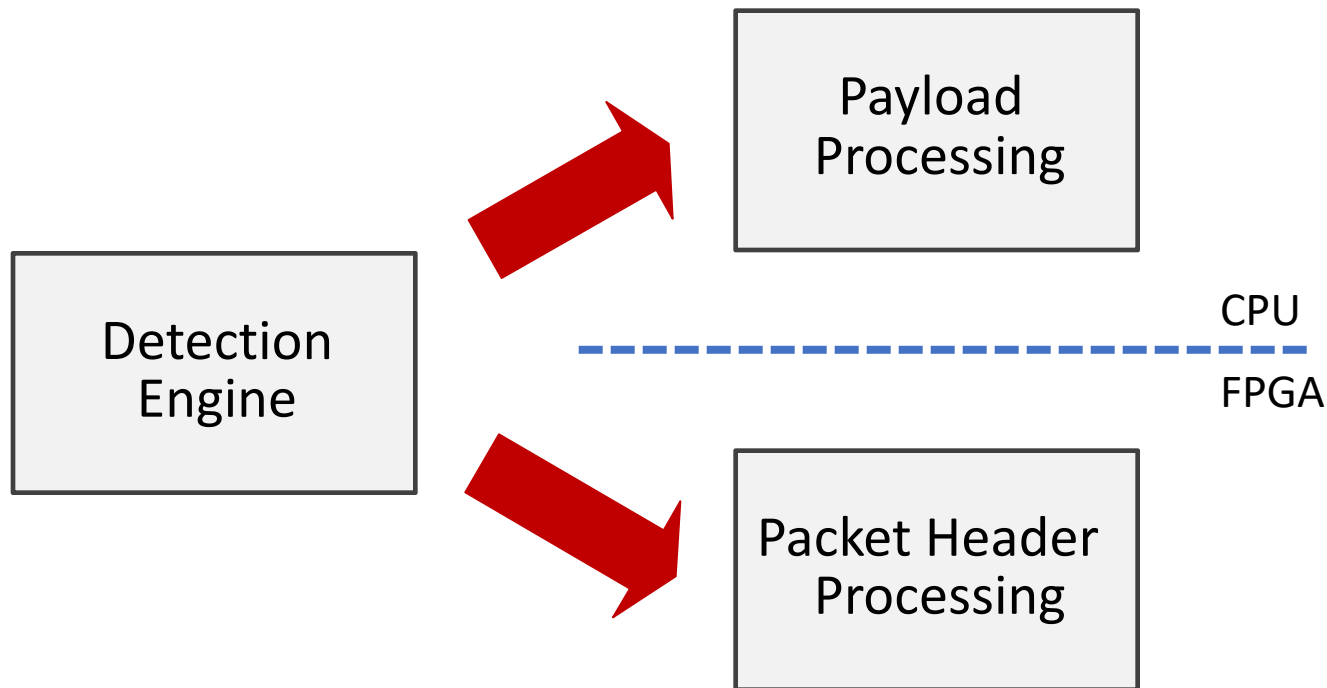 Payload
Processing
CPU
Detection
Engine
FPGA
Packet Header
Processing